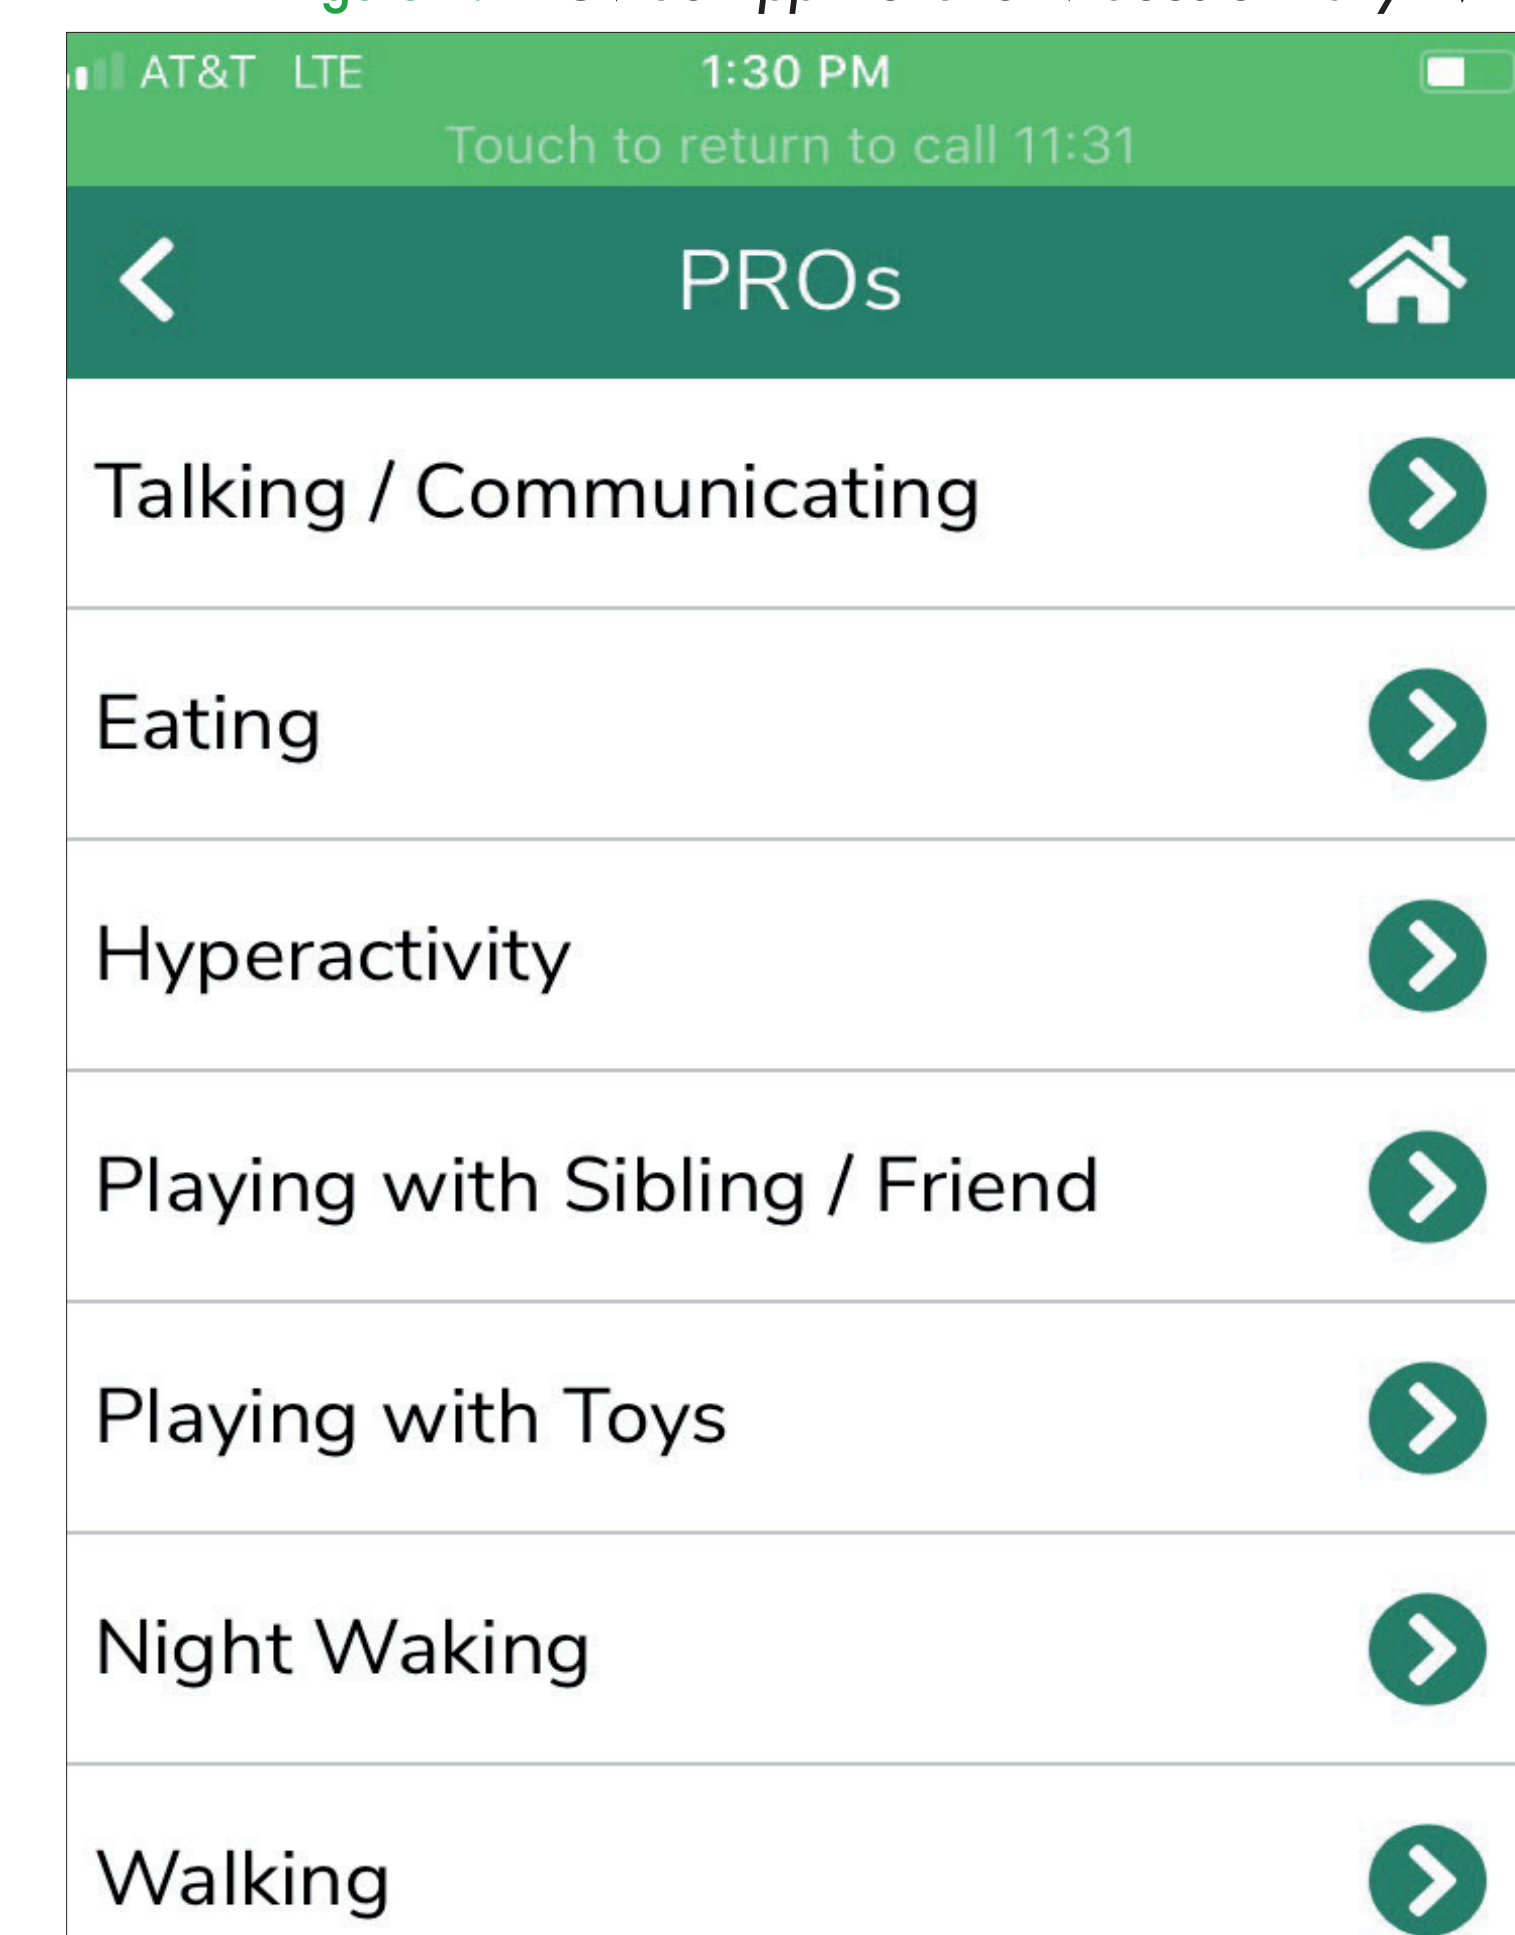 AT&T LTE 1:30 PM
Touch to return to call 11:31
PROs
Talking / Communicating
Eating
Hyperactivity
Playing with Sibling / Friend
Playing with Toys
Night Waking
Walking